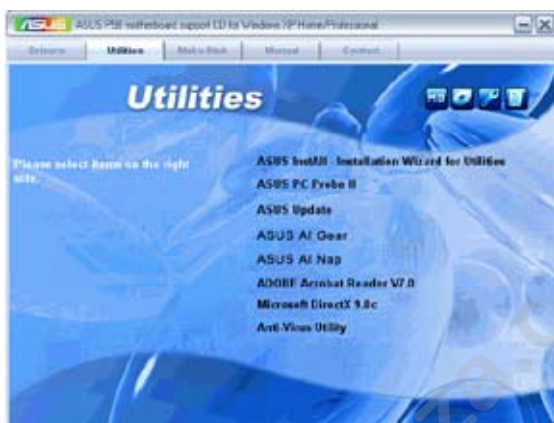 ASUS P5B motherboard support CD for Windows XP Home/Professional
Drivers Utilities Make Disk Manual Contact
Utilities
Please select items on the right
side.
ASUS InstAll - Installation Wizard for Utilities
ASUS PC Probe II
ASUS Update
ASUS AI Gear
ASUS AI Nap
ADOBE Acrobat Reader V7.0
Microsoft DirectX 9.0c
Anti-Virus Utility